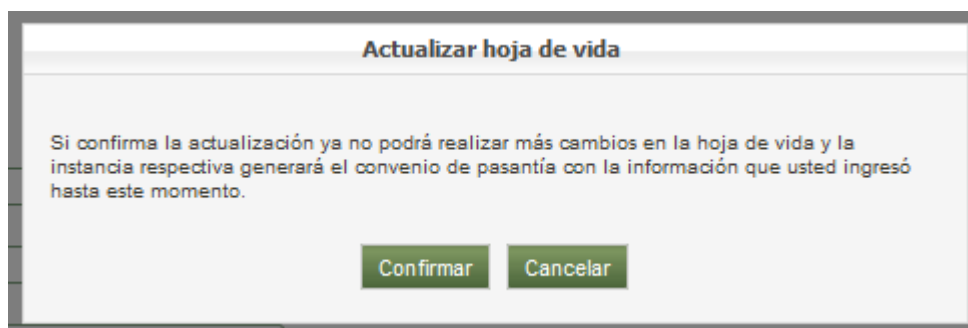 Actualizar hoja de vida
Si confirma la actualización ya no podrá realizar más cambios en la hoja de vida y la
instancia respectiva generará el convenio de pasantía con la información que usted ingresó
hasta este momento.
Confirmar
Cancelar